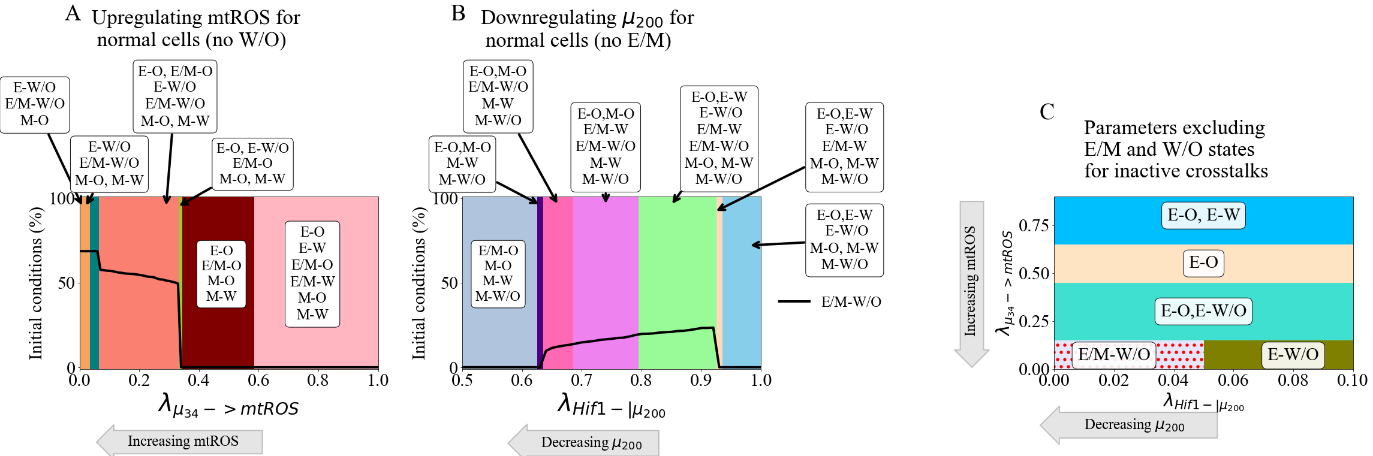 A
Upregulating mtROS for
normal cells (no W/O)
E-W/O
E/M-W/O
M-O
E-W/O
E/M-W/O
M-O, M-W
E-O, E/M-O
E-W/O
E/M-W/O
M-O, M-W
E-O, E-W/O
E/M-O
M-O, M-W
E-O
E/M-O
M-O
M-W
E-O
E-W
E/M-O
E/M-W
M-O
M-W
Initial conditions (%)
100
50
0
0.0 0.2 0.4 0.6 0.8 1.0
λμ34−>mtROS
Increasing mtROS
B
Downregulating μ200 for
normal cells (no E/M)
E-O,M-O
M-W
M-W/O
E-O,M-O
E/M-W/O
M-W
M-W/O
E-O,M-O
E/M-W
E/M-W/O
M-W
M-W/O
E-O,E-W
E-W/O
E/M-W
E/M-W/O
M-O, M-W
M-W/O
E-O,E-W
E-W/O
E/M-W
M-O, M-W
M-W/O
E-O,E-W
E-W/O
M-O, M-W
M-W/O
E/M-O
M-O
M-W
M-W/O
E/M-W/O
Initial conditions (%)
100
50
0
0.5 0.6 0.7 0.8 0.9 1.0
λHif1−|μ200
Decreasing μ200
C
Parameters excluding
E/M and W/O states
for inactive crosstalks
Increasing mtROS
λμ34−>mtROS
0.75
0.50
0.25
0.00
E-O, E-W
E-O
E-O,E-W/O
E/M-W/O
E-W/O
0.00 0.02 0.04 0.06 0.08 0.10
λHif1−|μ200
Decreasing μ200